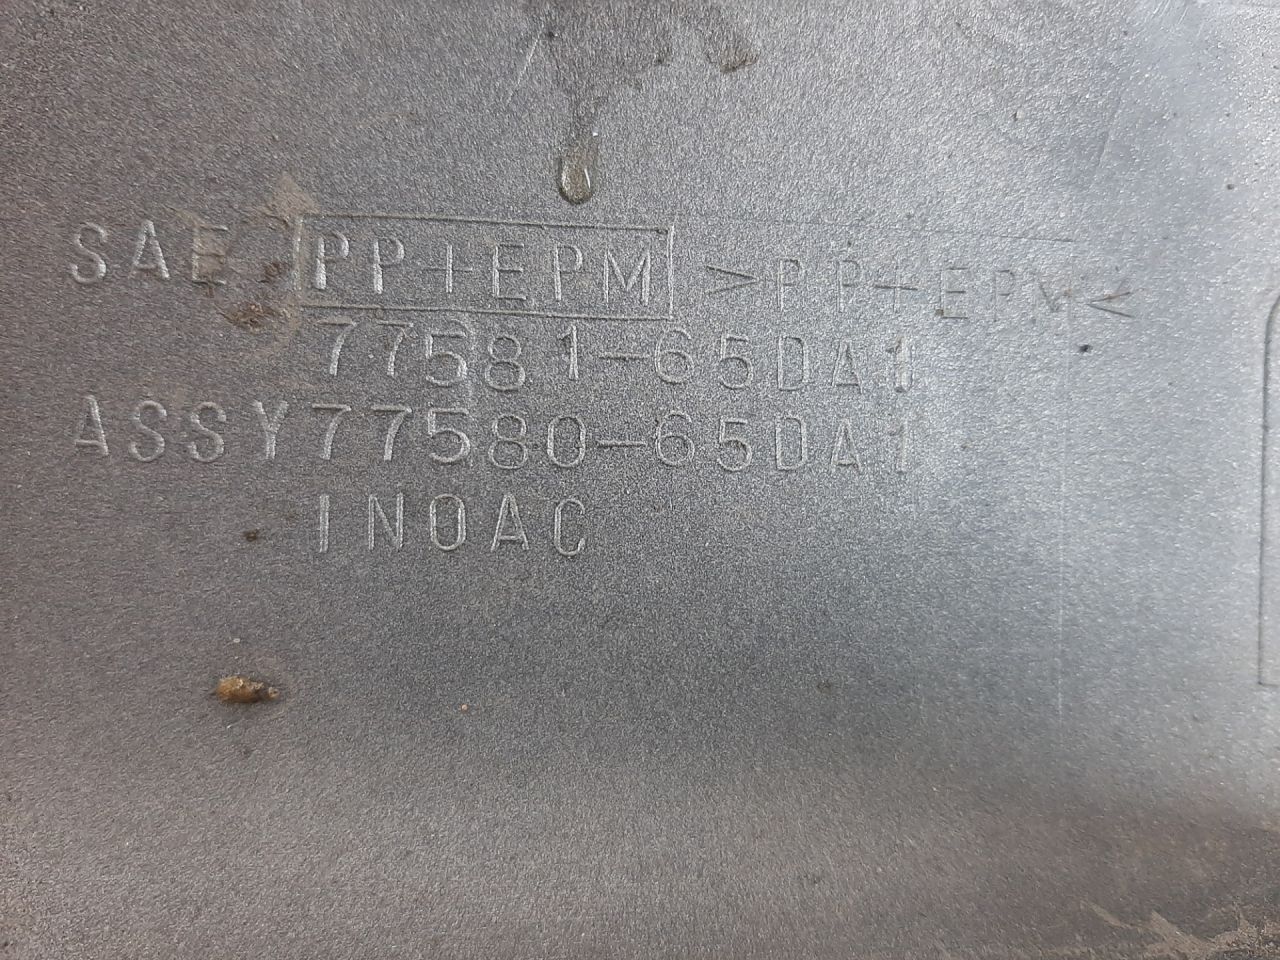 SAE PP+EPM >PP+EPM<
77581-65DA1
ASSY77580-65DA1
INOAC